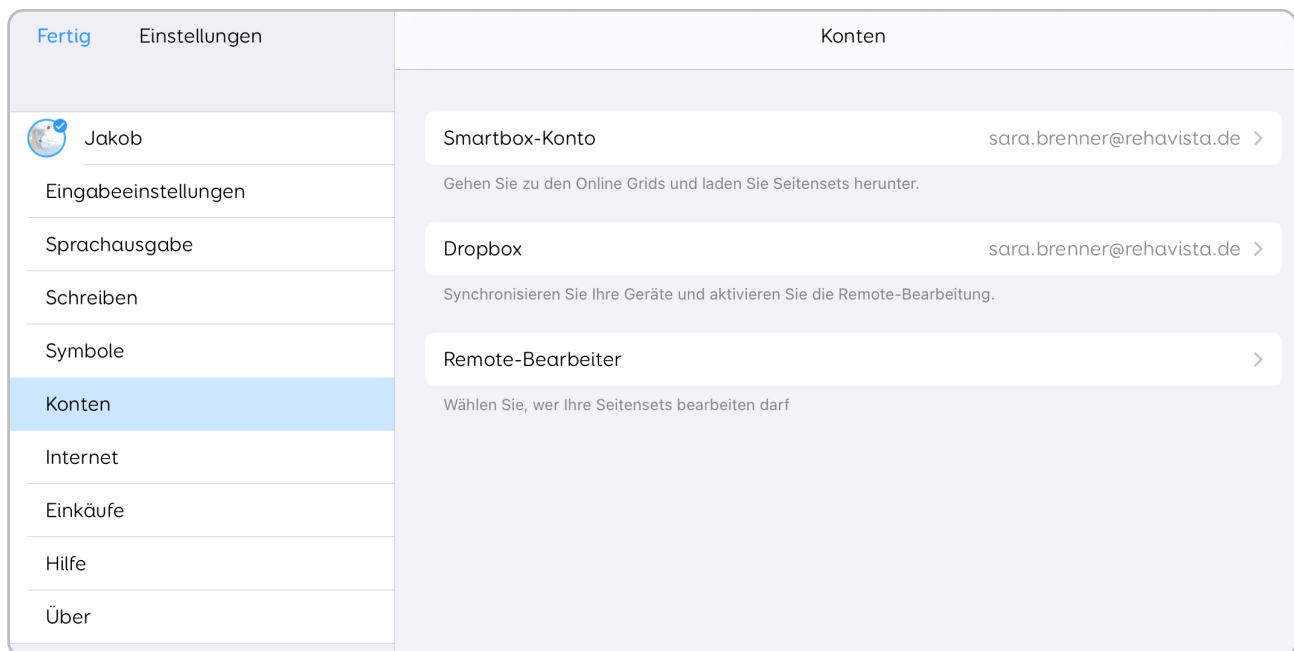 Fertig
Einstellungen
Jakob
Eingabeeinstellungen
Sprachausgabe
Schreiben
Symbole
Konten
Internet
Einkäufe
Hilfe
Über
Konten
Smartbox-Konto sara.brenner@rehavista.de
Gehen Sie zu den Online Grids und laden Sie Seitensets herunter.
Dropbox sara.brenner@rehavista.de
Synchronisieren Sie Ihre Geräte und aktivieren Sie die Remote-Bearbeitung.
Remote-Bearbeiter
Wählen Sie, wer Ihre Seitensets bearbeiten darf